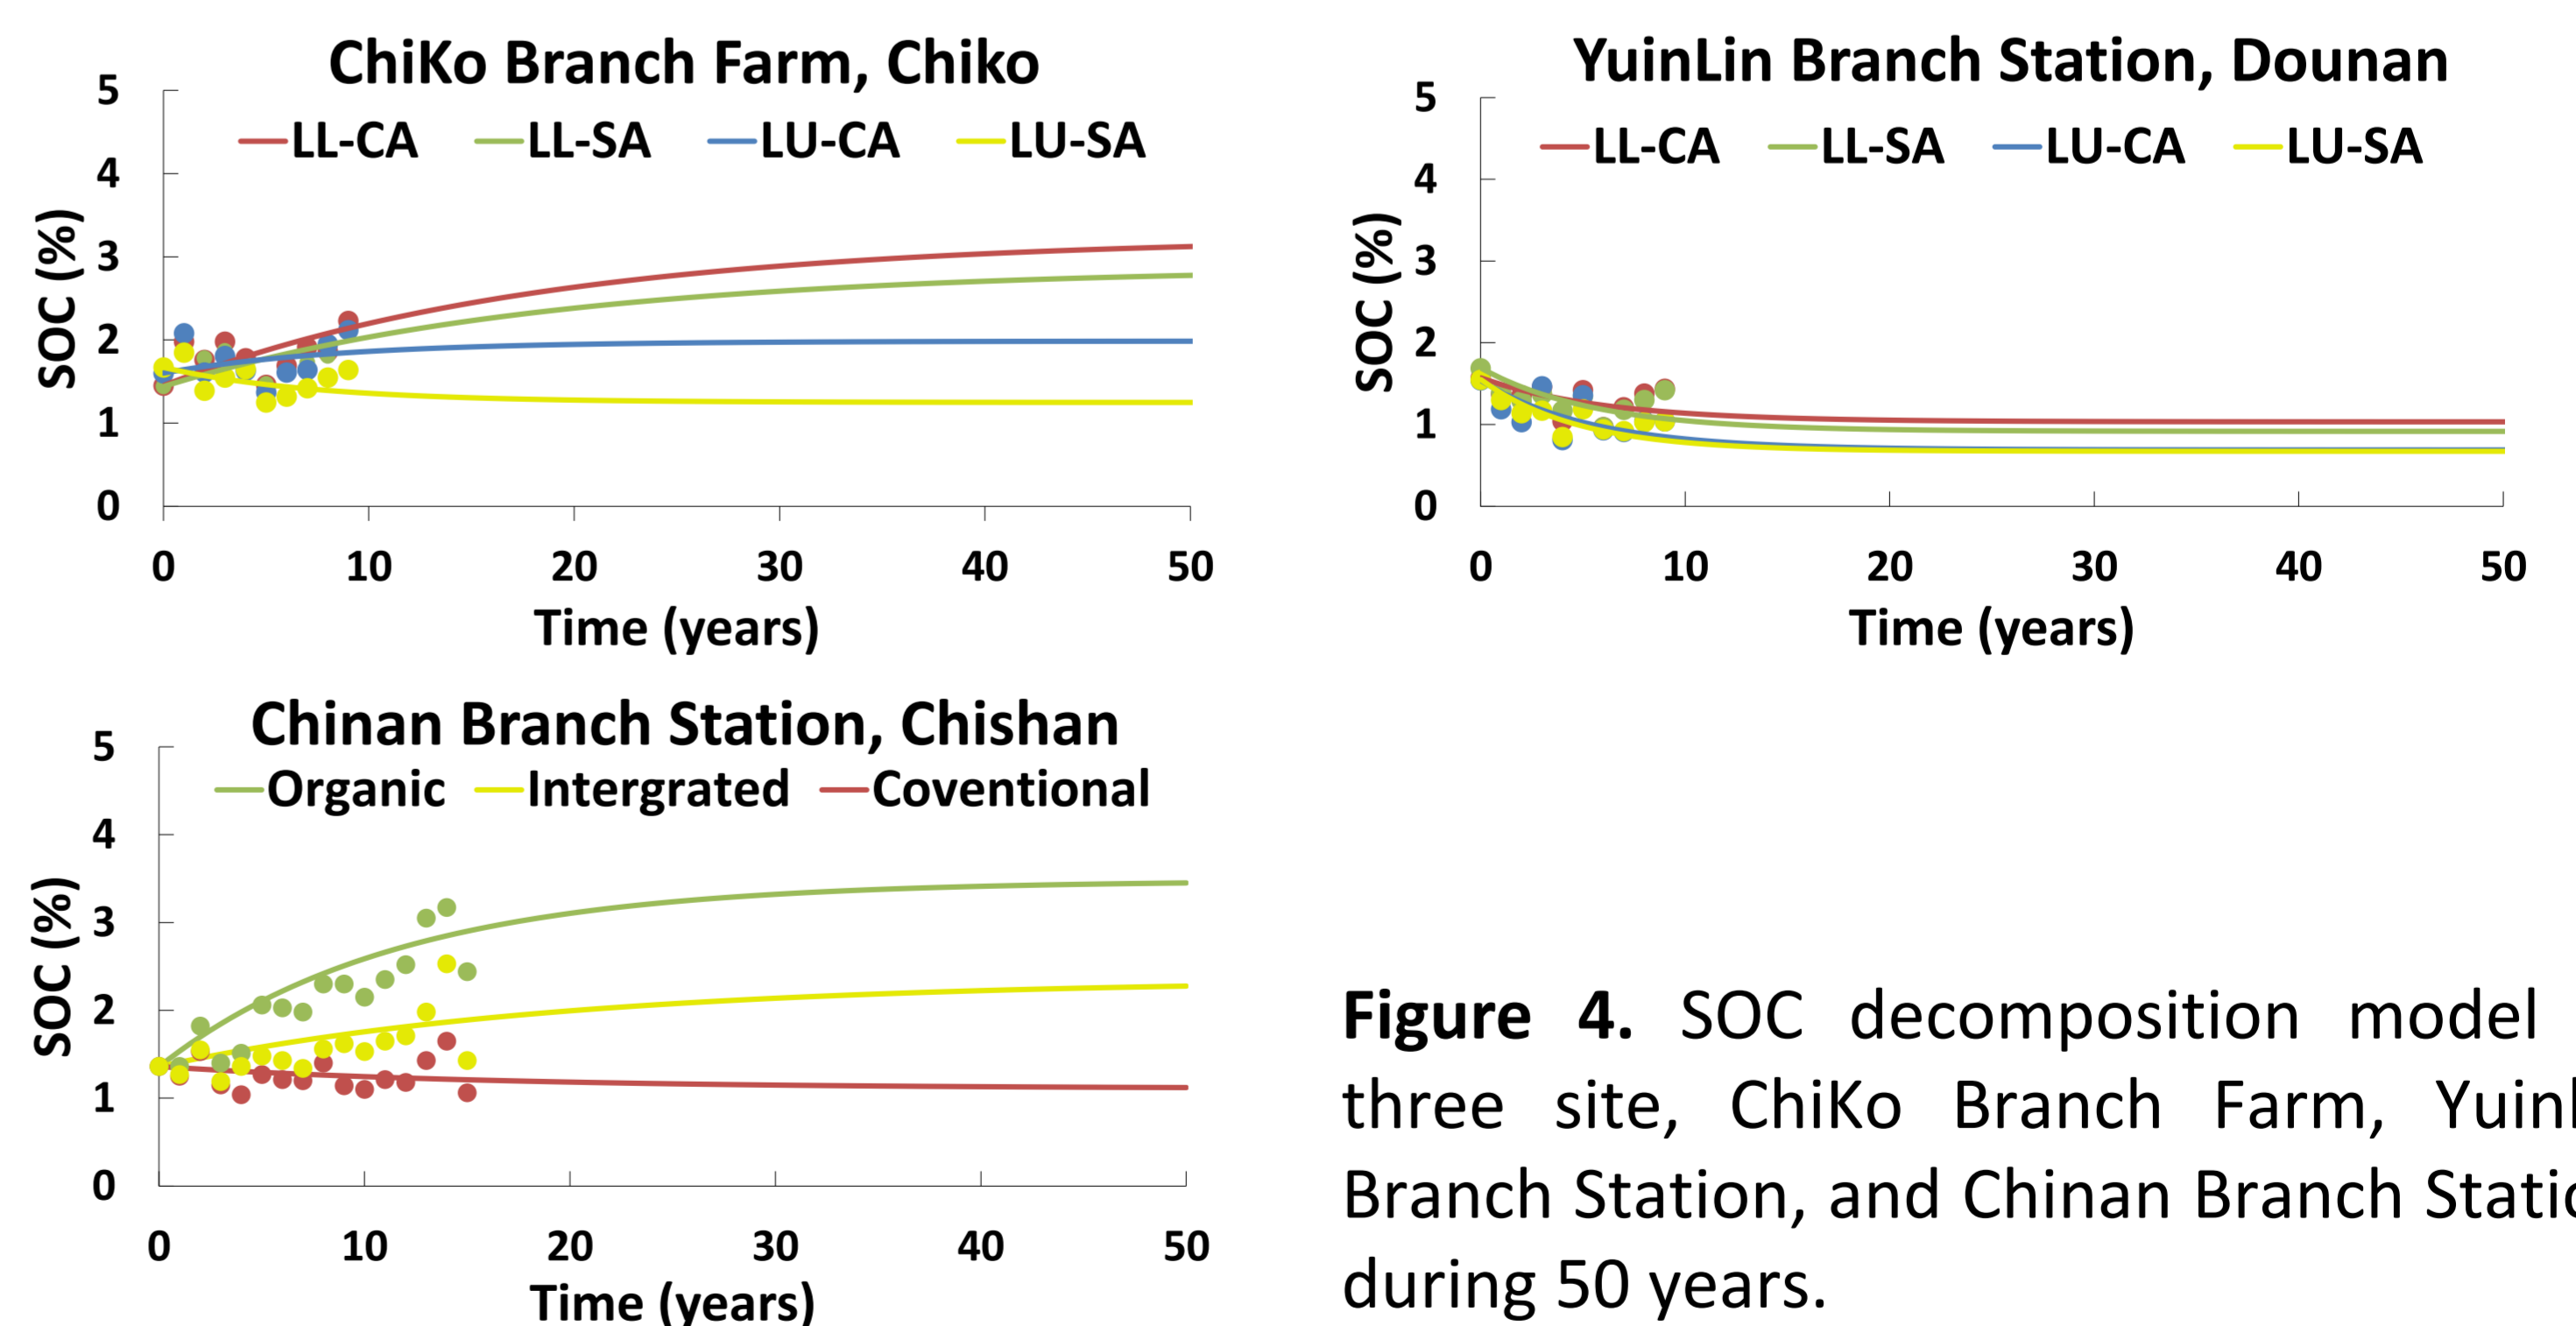 ChiKo Branch Farm, Chiko
LL-CA LL-SA LU-CA LU-SA
SOC (%)
5
4
3
2
1
0
0 10 20 30 40 50
Time (years)
YuinLin Branch Station, Dounan
LL-CA LL-SA LU-CA LU-SA
SOC (%)
5
4
3
2
1
0
0 10 20 30 40 50
Time (years)
Chinan Branch Station, Chishan
Organic Intergrated Coventional
SOC (%)
5
4
3
2
1
0
0 10 20 30 40 50
Time (years)
Figure 4. SOC decomposition model
three site, ChiKo Branch Farm,
Branch Station, and Chinan Branch
during 50 years.